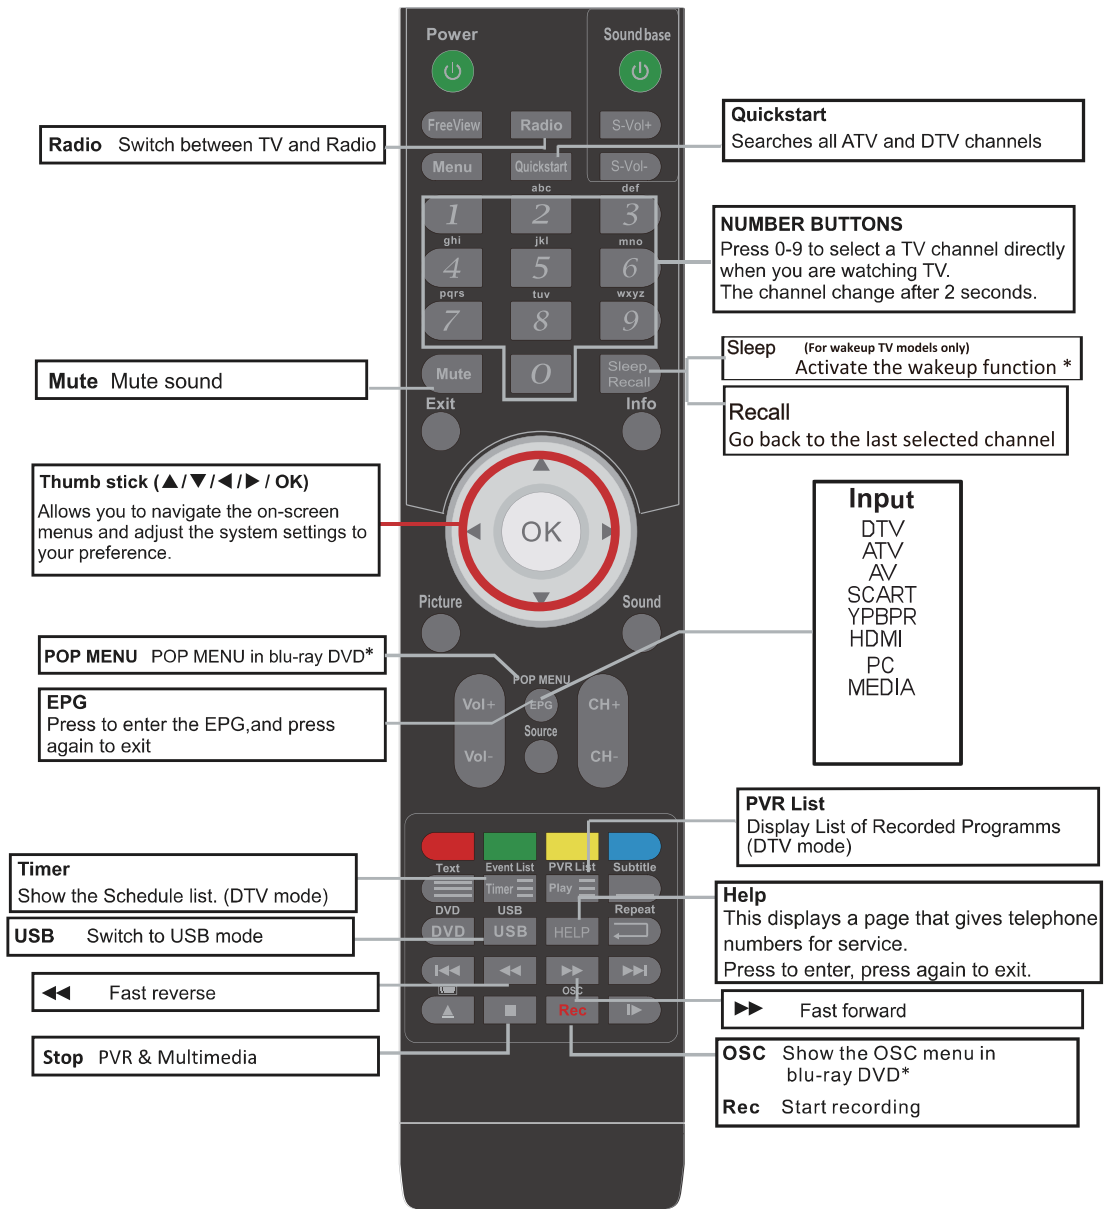 Power
Sound base
FreeView
Radio
S-Vol+
Menu
Quickstart
S-Vol-
abc
def
1
2
3
ghi
jkl
mno
4
5
6
pqrs
tuv
wxyz
7
8
9
Mute
0
Sleep
Recall
Exit
Info
OK
Picture
Sound
POP MENU
Vol+
EPG
CH+
Source
Vol-
CH-
Text
Event List
PVR List
Subtitle
Timer
Play
DVD
USB
Repeat
DVD
USB
HELP
OSC
Rec
Radio Switch between TV and Radio
Mute Mute sound
Thumb stick (▲/▼/◀/▶/ OK)
Allows you to navigate the on-screen
menus and adjust the system settings to
your preference.
POP MENU POP MENU in blu-ray DVD*
EPG
Press to enter the EPG,and press
again to exit
Timer
Show the Schedule list. (DTV mode)
USB Switch to USB mode
◀◀ Fast reverse
Stop PVR & Multimedia
Quickstart
Searches all ATV and DTV channels
NUMBER BUTTONS
Press 0-9 to select a TV channel directly
when you are watching TV.
The channel change after 2 seconds.
Sleep (For wakeup TV models only)
Activate the wakeup function *
Recall
Go back to the last selected channel
Input
DTV
ATV
AV
SCART
YPBPR
HDMI
PC
MEDIA
PVR List
Display List of Recorded Programms
(DTV mode)
Help
This displays a page that gives telephone
numbers for service.
Press to enter, press again to exit.
▶▶ Fast forward
OSC Show the OSC menu in
blu-ray DVD*
Rec Start recording